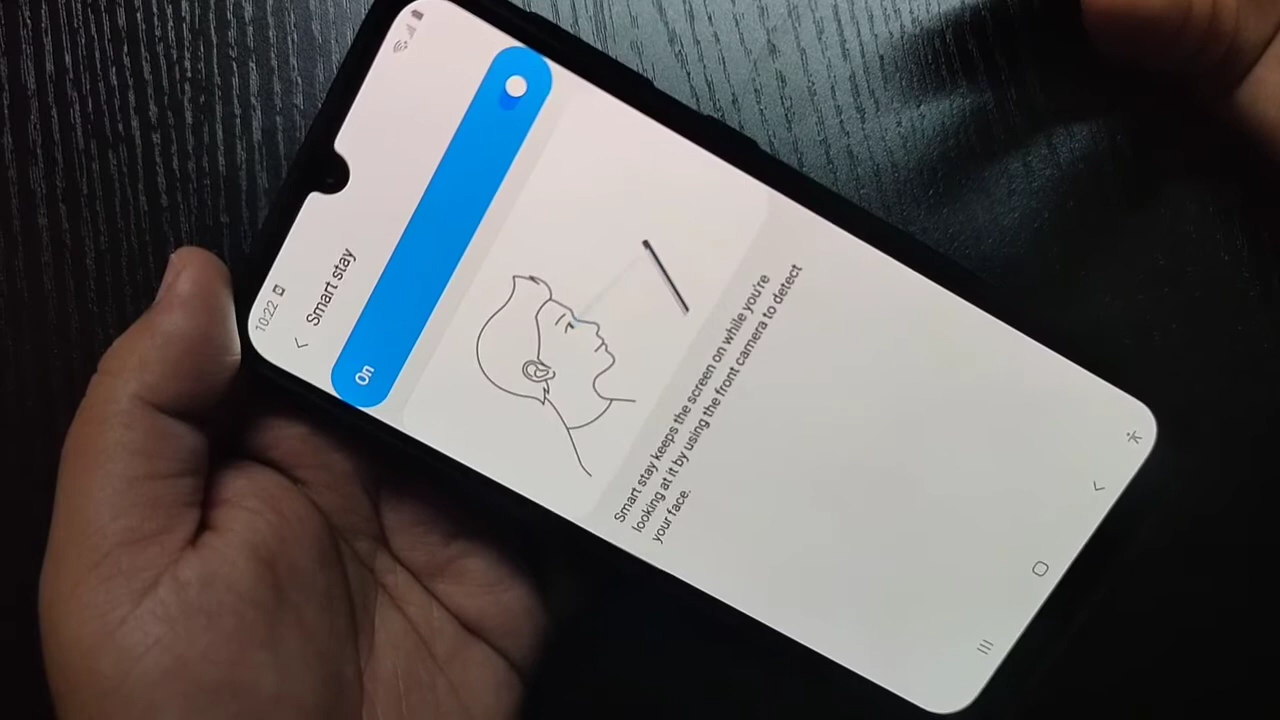 10:22
Smart stay
On
Smart stay keeps the screen on while you're
looking at it by using the front camera to detect
your face.